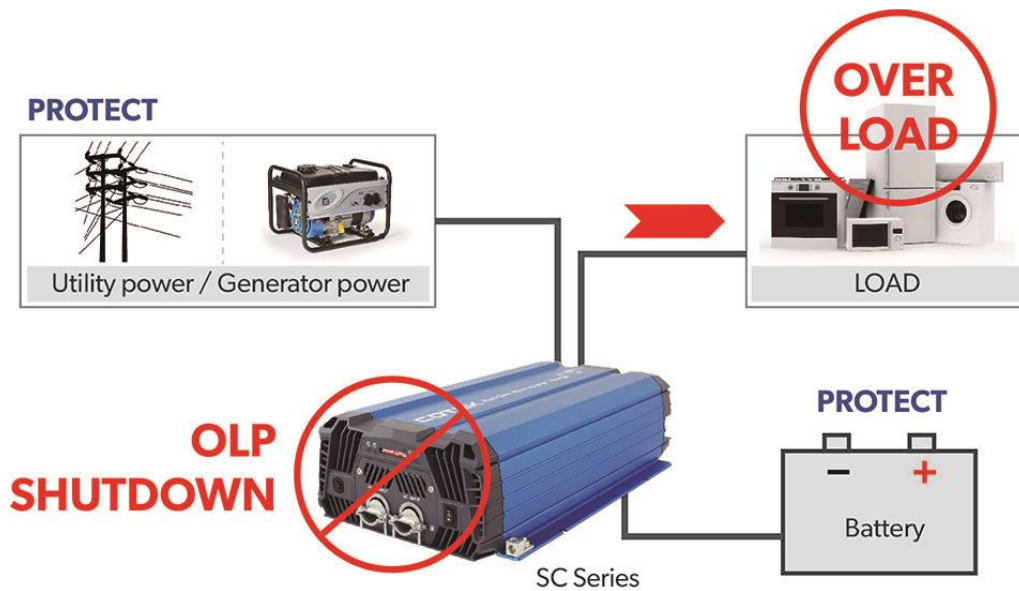 PROTECT
OVER
LOAD
Utility power / Generator power
LOAD
OLP
SHUTDOWN
PROTECT
− +
Battery
SC Series